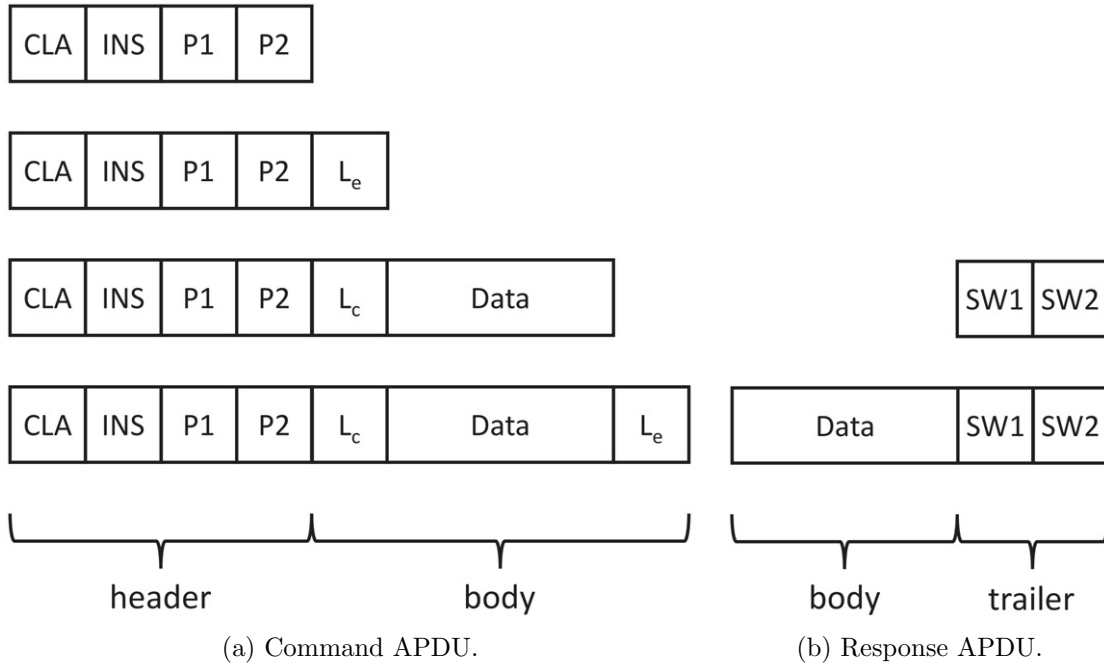 CLA INS P1 P2
CLA INS P1 P2 Le
CLA INS P1 P2 Lc Data SW1 SW2
CLA INS P1 P2 Lc Data Le Data SW1 SW2
header body body trailer
(a) Command APDU. (b) Response APDU.